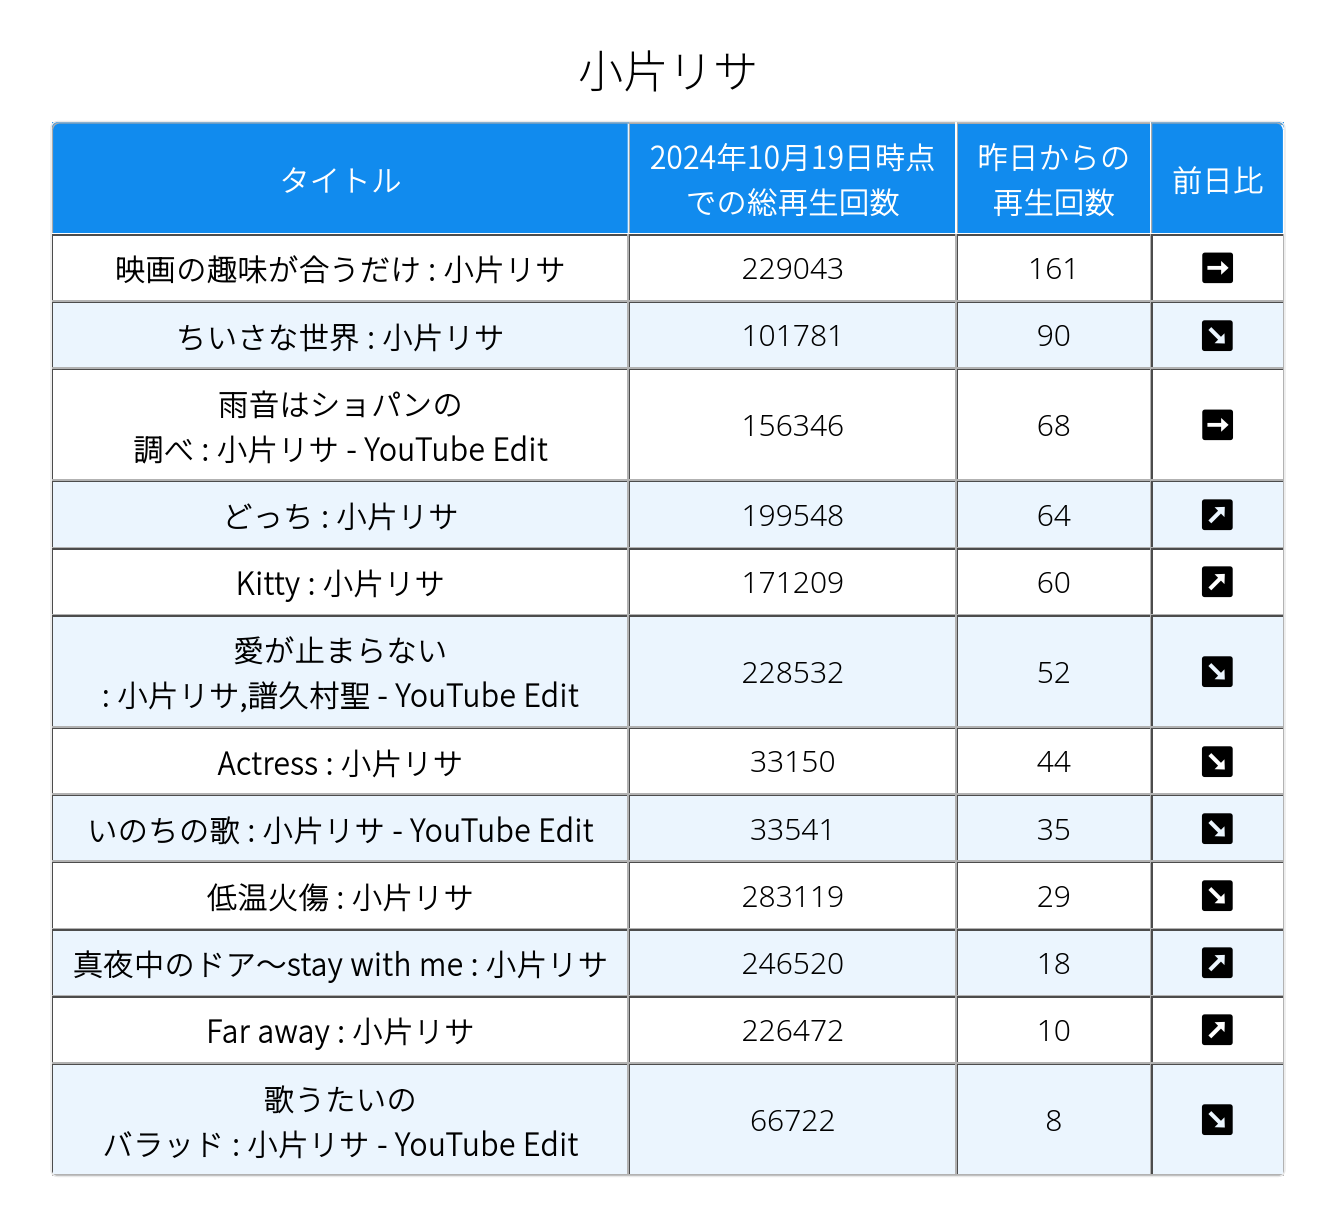 小片リサ
タイトル
2024年10月19日時点
での総再生回数
昨日からの
再生回数
前日比
映画の趣味が合うだけ : 小片リサ
229043
161
➡
ちいさな世界 : 小片リサ
101781
90
↘
雨音はショパンの
調べ : 小片リサ - YouTube Edit
156346
68
➡
どっち : 小片リサ
199548
64
↗
Kitty : 小片リサ
171209
60
↗
愛が止まらない
: 小片リサ,譜久村聖 - YouTube Edit
228532
52
↘
Actress : 小片リサ
33150
44
↘
いのちの歌 : 小片リサ - YouTube Edit
33541
35
↘
低温火傷 : 小片リサ
283119
29
↘
真夜中のドア〜stay with me : 小片リサ
246520
18
↗
Far away : 小片リサ
226472
10
↗
歌うたいの
バラッド : 小片リサ - YouTube Edit
66722
8
↘